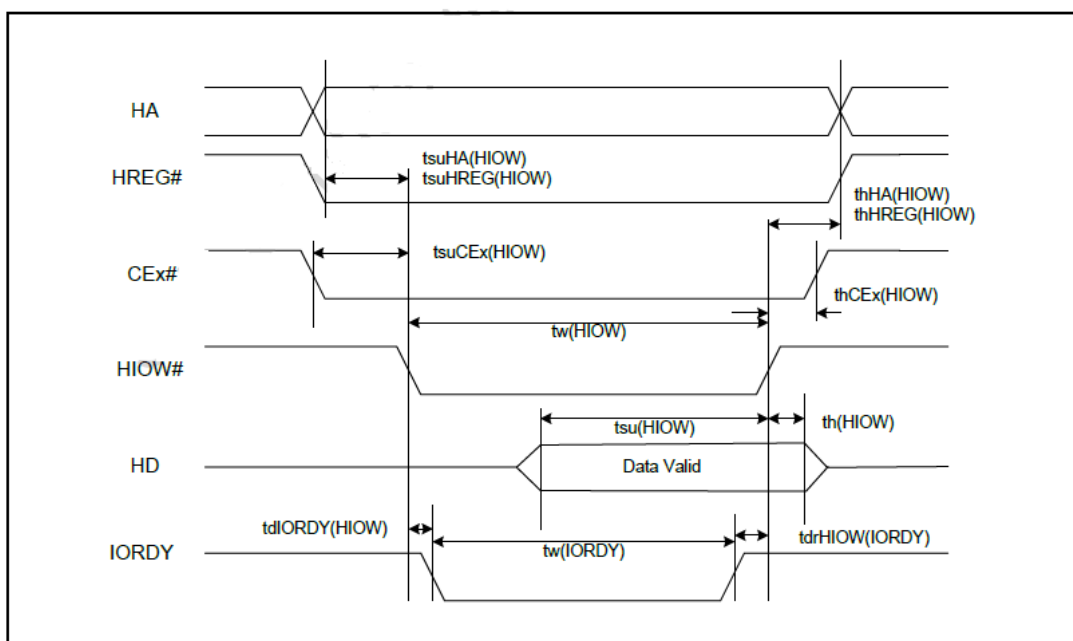 HA
tsuHA(HIOW)
HREG#
tsuHREG(HIOW)
thHA(HIOW)
thHREG(HIOW)
tsuCEx(HIOW)
CEx#
thCEx(HIOW)
tw(HIOW)
HIOW#
tsu(HIOW)
th(HIOW)
HD
Data Valid
tdIORDY(HIOW)
IORDY
tw(IORDY)
tdrHIOW(IORDY)